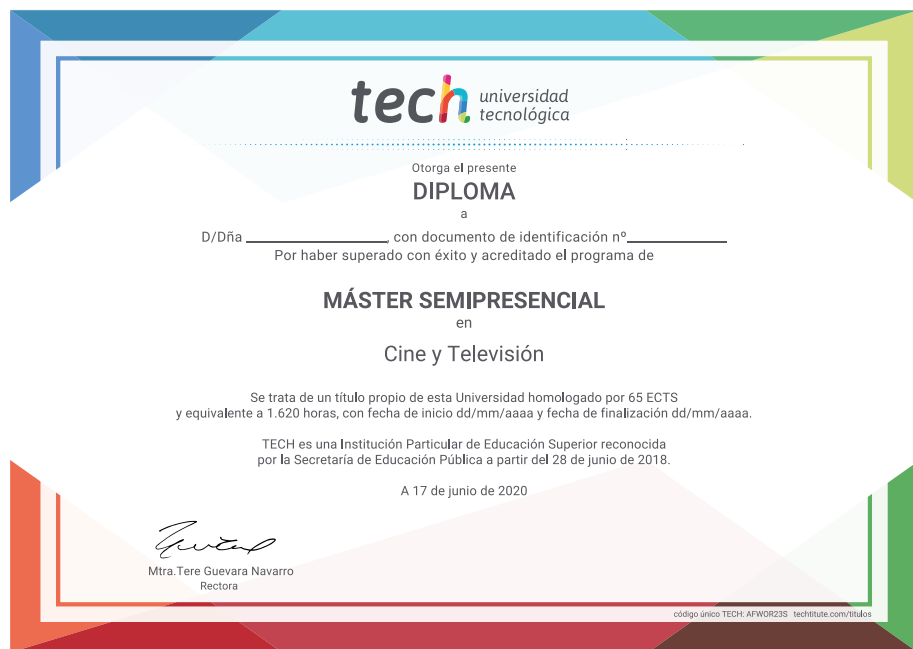 tech universidad
tecnológica
Otorga el presente
DIPLOMA
a
D/Dña ____________, con documento de identificación nº__________
Por haber superado con éxito y acreditado el programa de
MÁSTER SEMIPRESENCIAL
en
Cine y Televisión
Se trata de un título propio de esta Universidad homologado por 65 ECTS
y equivalente a 1.620 horas, con fecha de inicio dd/mm/aaaa y fecha de finalización dd/mm/aaaa.
TECH es una Institución Particular de Educación Superior reconocida
por la Secretaría de Educación Pública a partir del 28 de junio de 2018.
A 17 de junio de 2020
Mtra.Tere Guevara Navarro
Rectora
código único TECH: AFWOR23S techtitute.com/titulos